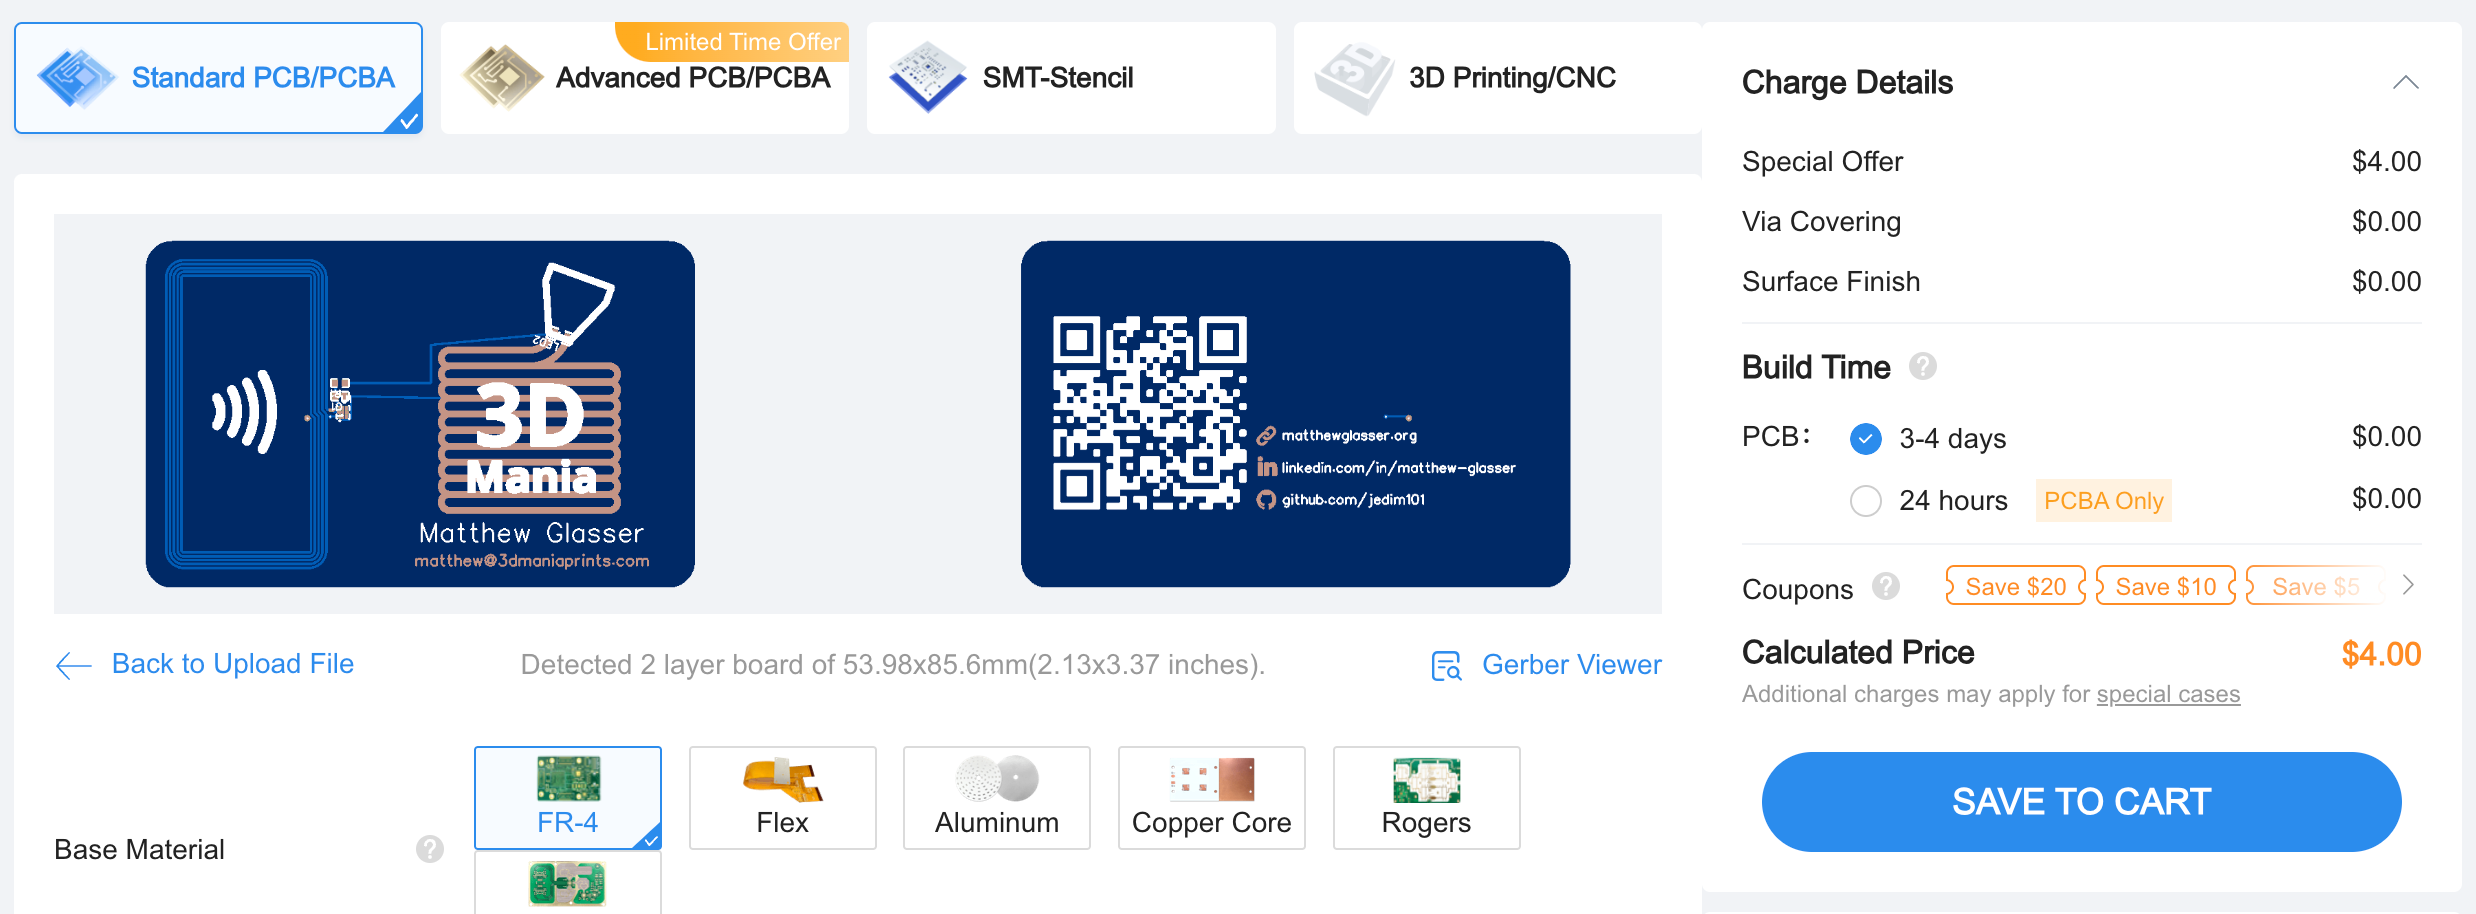 Standard PCB/PCBA
Limited Time Offer
Advanced PCB/PCBA
SMT-Stencil
3D
3D Printing/CNC
LED2
3D
Mania
Matthew Glasser
matthew@3dmaniaprints.com
matthewglasser.org
in linkedin.com/in/matthew-glasser
github.com/jedim101
Back to Upload File
Detected 2 layer board of 53.98x85.6mm(2.13x3.37 inches).
Gerber Viewer
Base Material ?
FR-4
Flex
Aluminum
Copper Core
Rogers
Charge Details
Special Offer $4.00
Via Covering $0.00
Surface Finish $0.00
Build Time ?
PCB: 3-4 days $0.00
24 hours PCBA Only $0.00
Coupons ? Save $20 Save $10 Save $5
Calculated Price $4.00
Additional charges may apply for special cases
SAVE TO CART